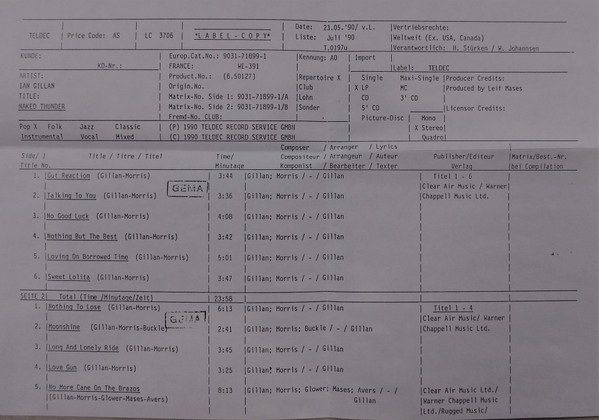 Date: 23.05.'90/ v.L. Vertriebsrechte:
TELDEC Price Code: AS LC 3706 *LABEL-COPY* Liste: Juli '90 Weltweit (Ex. USA, Canada)
1.0197u Verantwortlich: H. Stürken / W. Johannsen
KUNDE: Europ.Cat.No.: 9031-71899-1 Kennung: AO Import
KD-Nr.: FRANCE: WE-391 Label: TELDEC
ARTIST: Product.No.: (6.50127) Repertoire X Single Maxi-Single Producer Credits:
IAN GILLAN Origin.No. Club X LP MC Produced by Leif Mases
TITLE: Matrix-No. Side 1: 9031-71899-1/A Lohn CD 3' CD
NAKED THUNDER Matrix-No. Side 2: 9031-71899-1/B Sonder 5' CD Licensor Credits:
Fremd-No. CLUB: Picture-Disc Mono
Pop X Folk Jazz Classic (P) 1990 TELDEC RECORD SERVICE GMBH X Stereo
Instrumental Vocal Mixed (C) 1990 TELDEC RECORD SERVICE GMBH Quadro
Composer / Arranger / Lyrics
Side/ 1 Title / Titre / Titel Time/ Compositeur / Arrangeur / Auteur Publisher/Editeur Matrix/Best.-Nr.
Title No. Minutage Komponist / Bearbeiter / Texter Verlag bei Compilation
1. Gut Reaction (Gillan-Morris) 3:44 Gillan; Morris / - / Gillan Titel 1 - 6
GEMA Clear Air Music / Warner
2. Talking To You (Gillan-Morris) 3:36 Gillan; Morris / - / Gillan Chappell Music Ltd.
3. No Good Luck (Gillan-Morris) 4:08 Gillan; Morris / - / Gillan
4. Nothing But The Best (Gillan-Morris) 3:42 Gillan; Morris / - / Gillan
5. Loving On Borrowed Time (Gillan-Morris) 5:01 Gillan; Morris / - / Gillan
6. Sweet Lolita (Gillan-Morris) 3:47 Gillan; Morris / - / Gillan
SEITE 2 Total (Time /Minutage/Zeit) 23:58
1. Nothing To Lose (Gillan-Morris) 6:13 Gillan; Morris / - / Gillan Titel 1 - 4
GEMA Clear Air Music/ Warner
2. Moonshine (Gillan-Morris-Buckle) 2:41 Gillan; Morris; Buckle / - / Gillan Chappell Music Ltd.
3. Long And Lonely Ride (Gillan-Morris) 3:45 Gillan; Morris / - / Gillan
4. Love Gun (Gillan-Morris) 3:25 Gillan; Morris / - / Gillan
5. No More Cane On The Brazos 8:13 Gillan; Morris; Glower; Mases; Avers / - / Clear Air Music Ltd./
(Gillan-Morris-Glower-Mases-Avers) Gillan Warner Chappell Music
Ltd./Rugged Music/